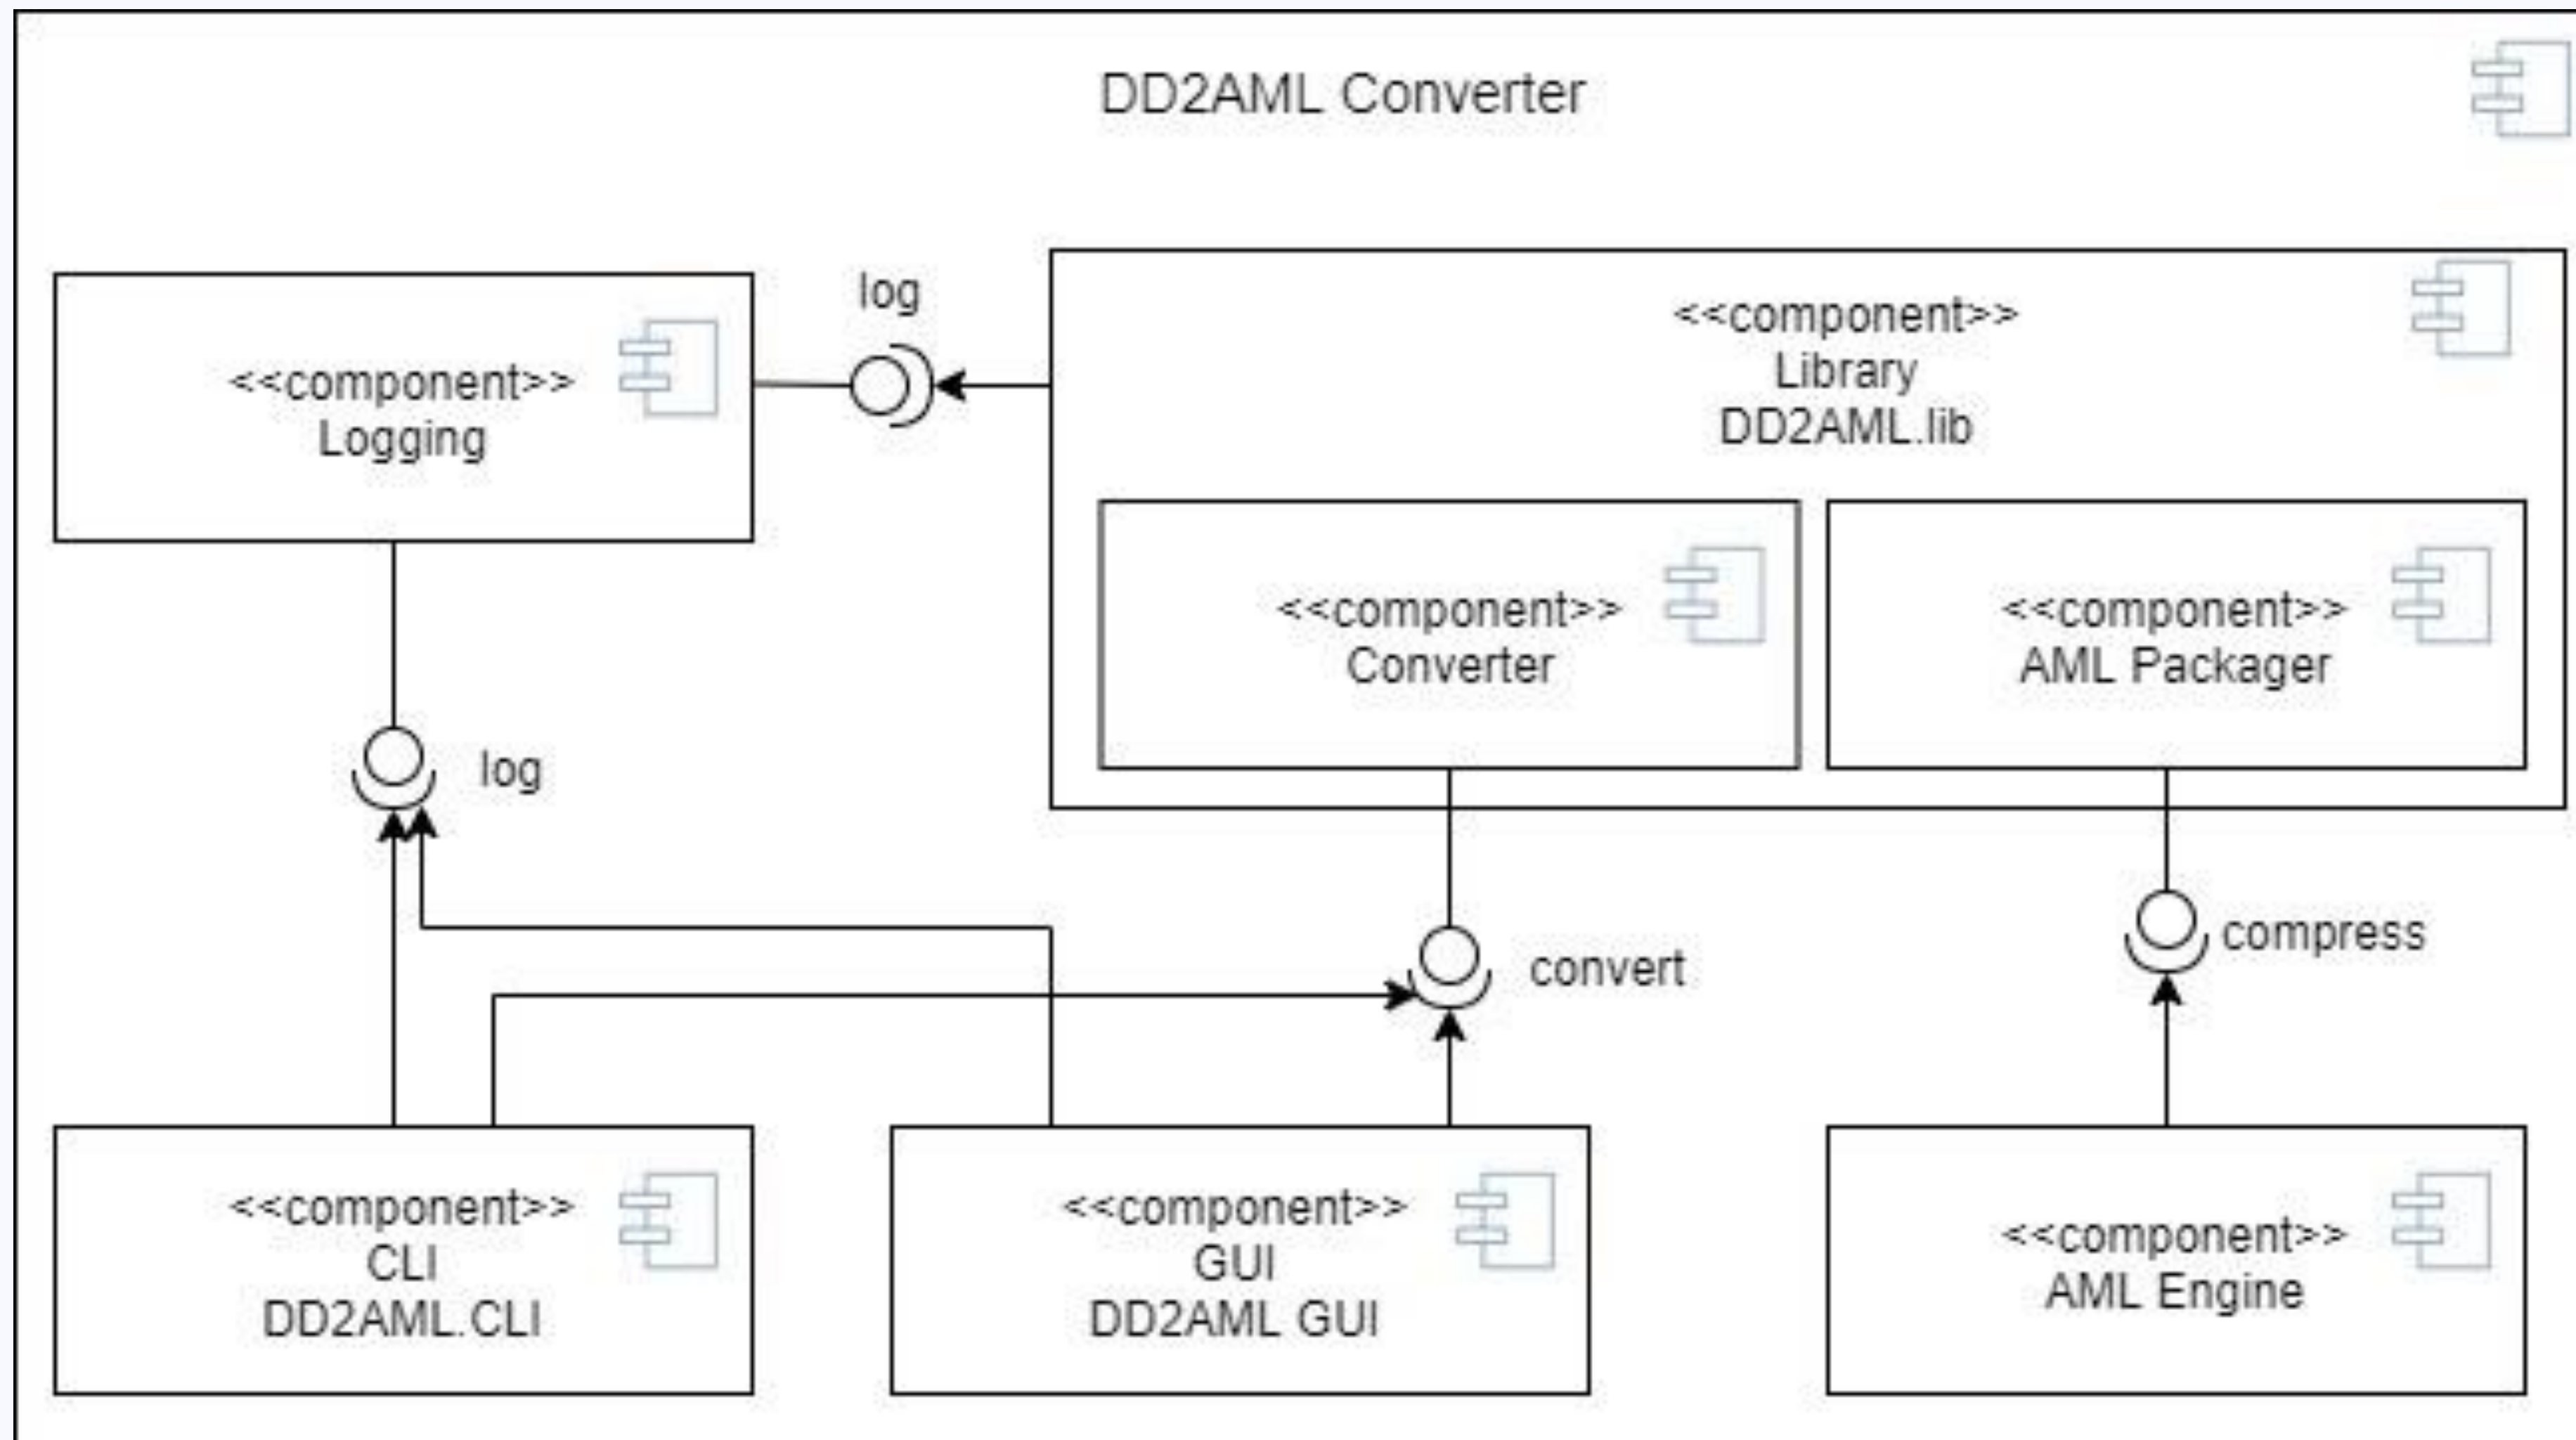 DD2AML Converter
log
<<component>>
Logging
<<component>>
Library
DD2AML.lib
<<component>>
Converter
<<component>>
AML Packager
log
convert
compress
<<component>>
CLI
DD2AML.CLI
<<component>>
GUI
DD2AML GUI
<<component>>
AML Engine